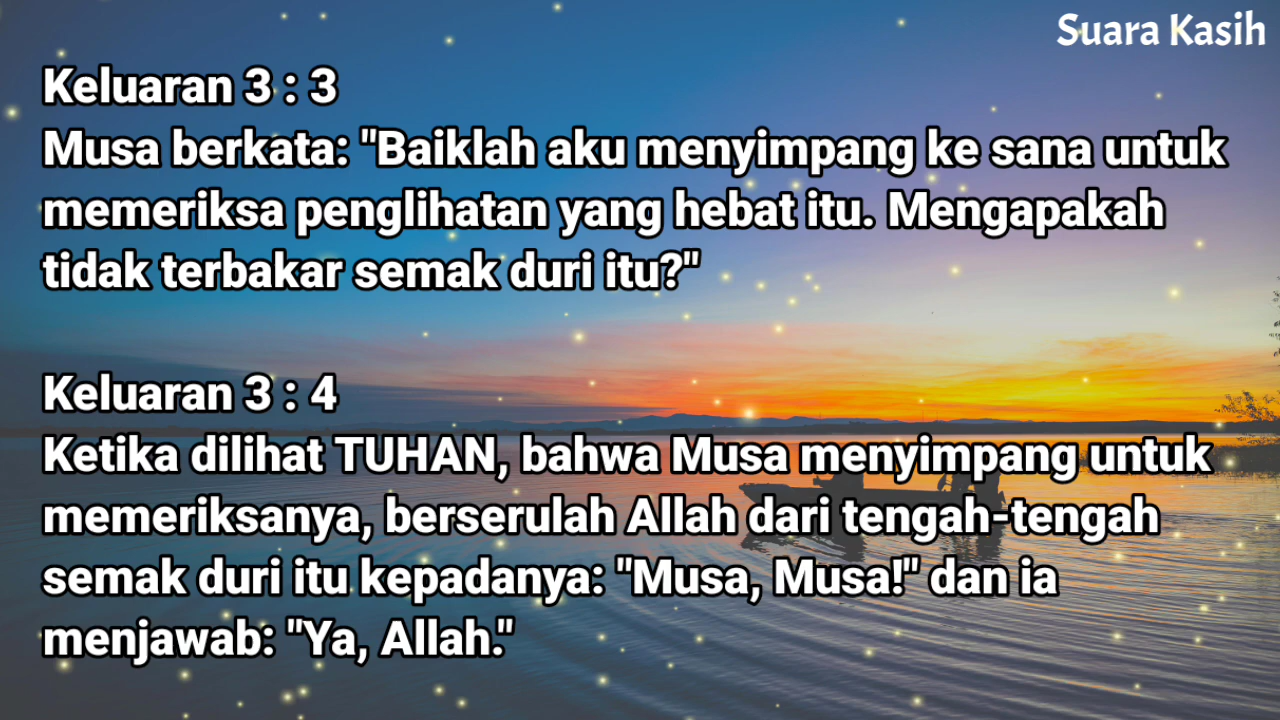 Suara Kasih
Keluaran 3 : 3
Musa berkata: "Baiklah aku menyimpang ke sana untuk
memeriksa penglihatan yang hebat itu. Mengapakah
tidak terbakar semak duri itu?"
Keluaran 3 : 4
Ketika dilihat TUHAN, bahwa Musa menyimpang untuk
memeriksanya, berserulah Allah dari tengah-tengah
semak duri itu kepadanya: "Musa, Musa!" dan ia
menjawab: "Ya, Allah."